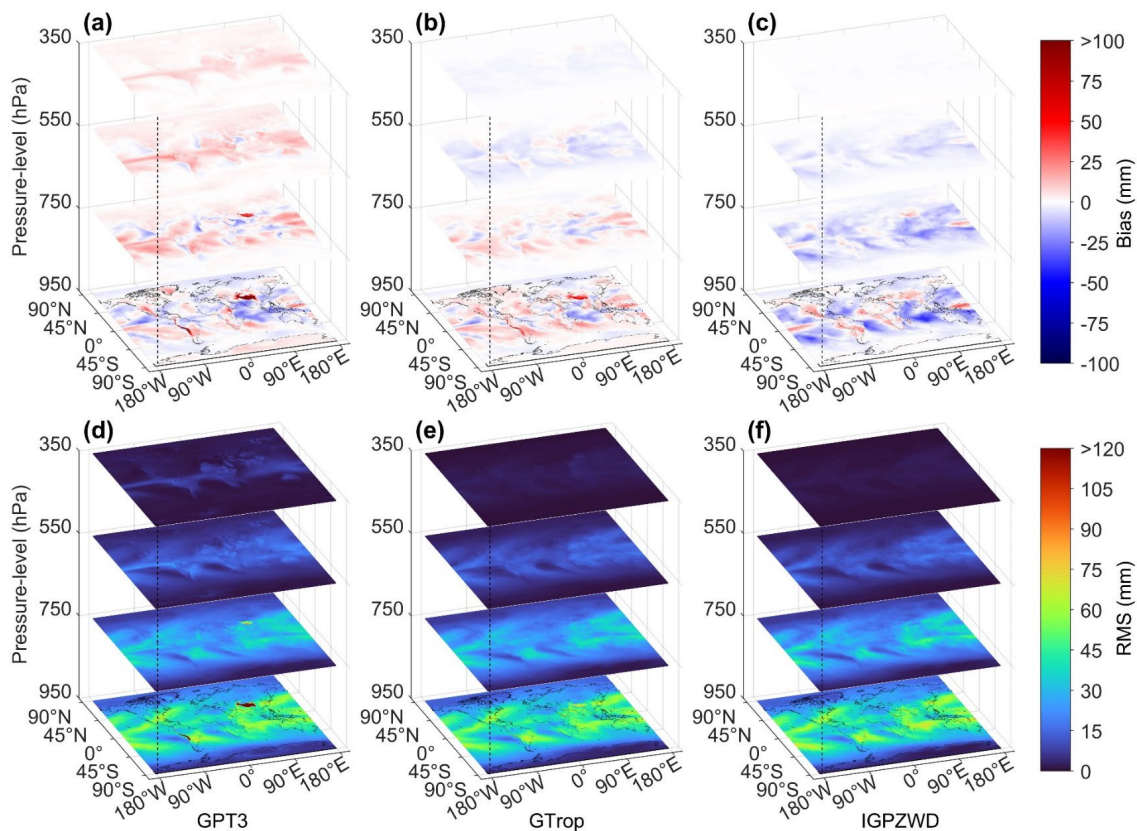 (a)
(b)
(c)
350
550
750
950
Pressure-level (hPa)
90°N
45°N
0°
45°S
90°S
180°W
90°W
0°
90°E
180°E
350
550
750
950
90°N
45°N
0°
45°S
90°S
180°W
90°W
0°
90°E
180°E
350
550
750
950
90°N
45°N
0°
45°S
90°S
180°W
90°W
0°
90°E
180°E
>100
75
50
25
0
-25
-50
-75
-100
Bias (mm)
(d)
(e)
(f)
350
550
750
950
Pressure-level (hPa)
90°N
45°N
0°
45°S
90°S
180°W
90°W
0°
90°E
180°E
GPT3
350
550
750
950
90°N
45°N
0°
45°S
90°S
180°W
90°W
0°
90°E
180°E
GTrop
350
550
750
950
90°N
45°N
0°
45°S
90°S
180°W
90°W
0°
90°E
180°E
IGPZWD
>120
105
90
75
60
45
30
15
0
RMS (mm)